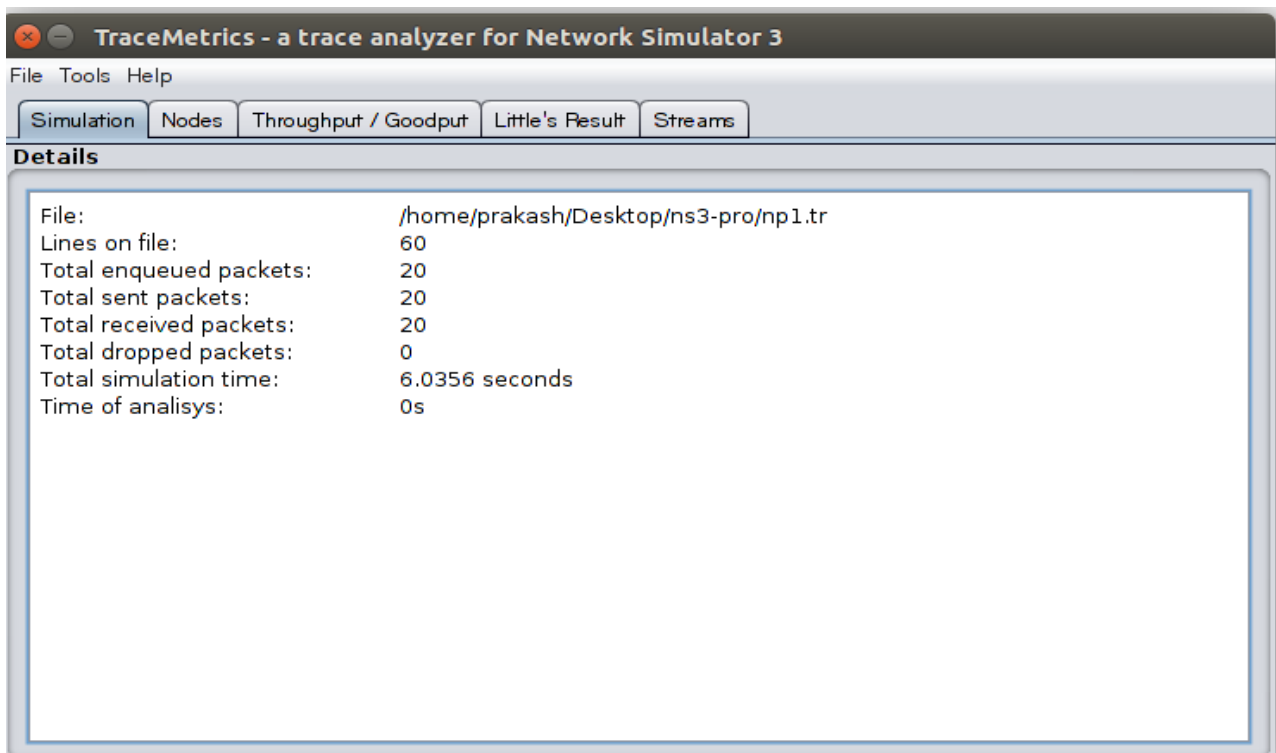 TraceMetrics - a trace analyzer for Network Simulator 3
File Tools Help
Simulation Nodes Throughput / Goodput Little's Result Streams
Details
File: /home/prakash/Desktop/ns3-pro/np1.tr
Lines on file: 60
Total enqueued packets: 20
Total sent packets: 20
Total received packets: 20
Total dropped packets: 0
Total simulation time: 6.0356 seconds
Time of analisys: 0s